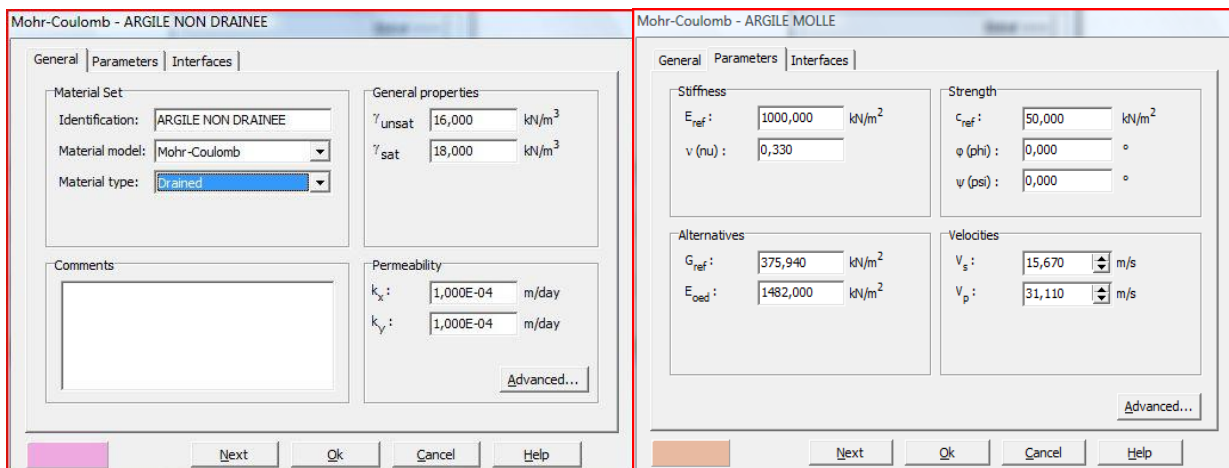 Mohr-Coulomb - ARGILE NON DRAINEE
General Parameters Interfaces
Material Set
Identification: ARGILE NON DRAINEE
Material model: Mohr-Coulomb
Material type: Drained
General properties
γunsat 16,000 kN/m³
γsat 18,000 kN/m³
Comments
Permeability
kx : 1,000E-04 m/day
ky : 1,000E-04 m/day
Advanced...
Next Ok Cancel Help
Mohr-Coulomb - ARGILE MOLLE
General Parameters Interfaces
Stiffness
Eref : 1000,000 kN/m²
ν (nu) : 0,330
Strength
cref : 50,000 kN/m²
φ (phi) : 0,000 °
ψ (psi) : 0,000 °
Alternatives
Gref : 375,940 kN/m²
Eoed : 1482,000 kN/m²
Velocities
Vs : 15,670 m/s
Vp : 31,110 m/s
Advanced...
Next Ok Cancel Help